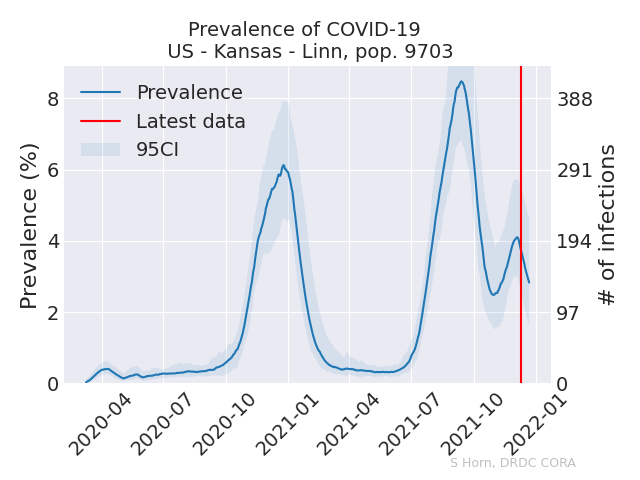 Prevalence of COVID-19
US - Kansas - Linn, pop. 9703
Prevalence
Latest data
95CI
Prevalence (%)
8
6
4
2
0
388
291
194
97
0
# of infections
2020-04
2020-07
2020-10
2021-01
2021-04
2021-07
2021-10
2022-01
S Horn, DRDC CORA